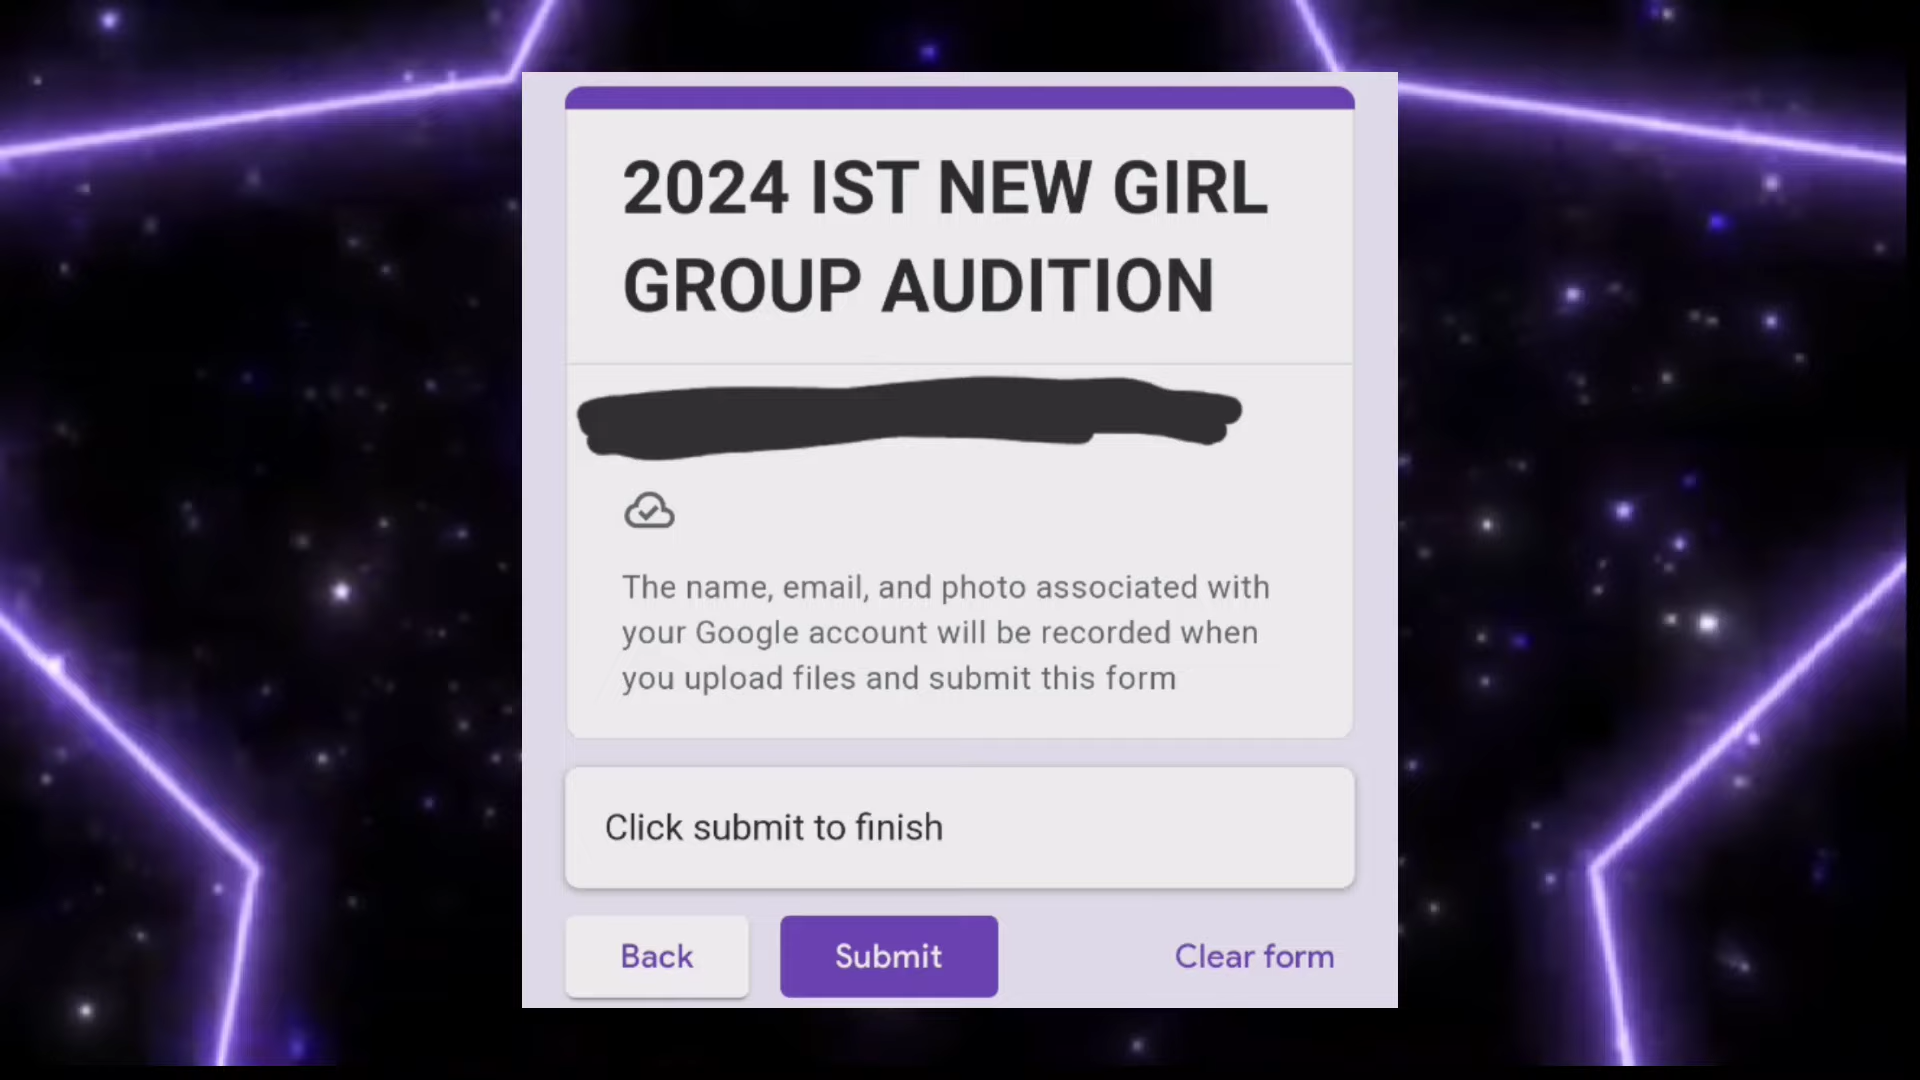 2024 IST NEW GIRL
GROUP AUDITION
The name, email, and photo associated with
your Google account will be recorded when
you upload files and submit this form
Click submit to finish
Back
Submit
Clear form